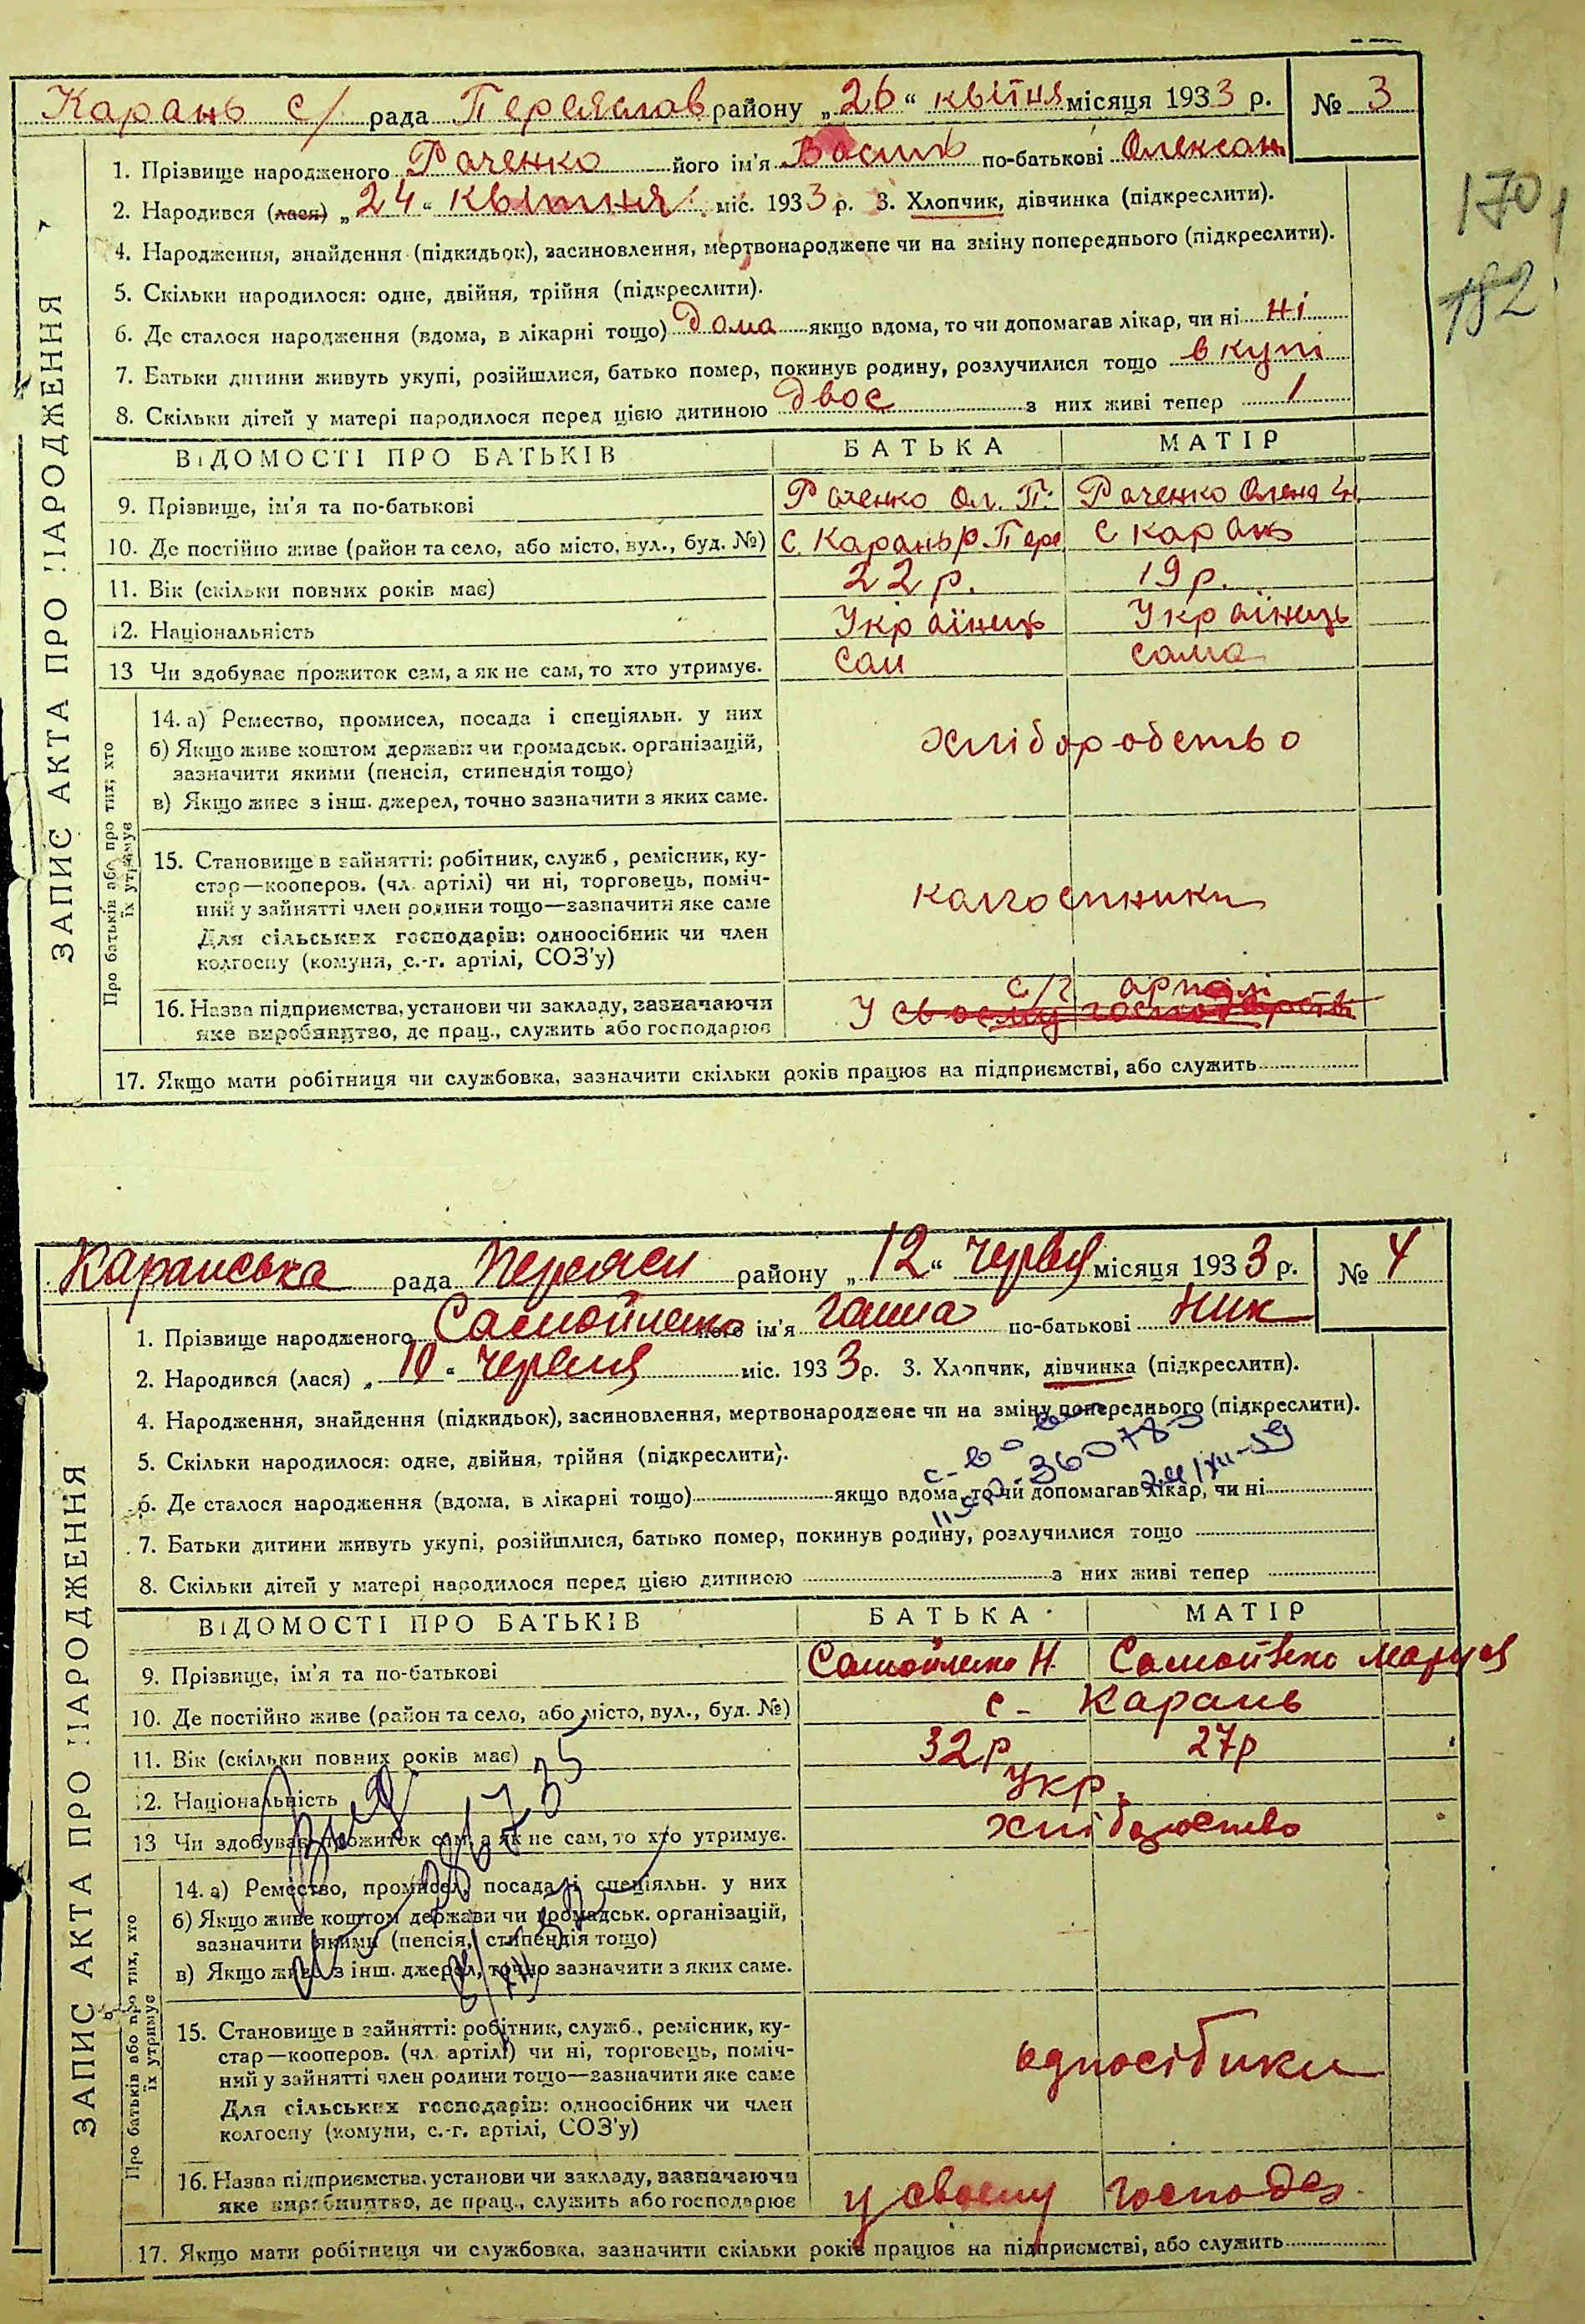 Карань с/ рада Переяслав району „26“ квітня місяця 1933 р. № 3
170
182
1. Прізвище народженого Раченко його ім'я Василь по-батькові Олексан
2. Народився (лася) „24“ квітня міс. 1933 р. 3. Хлопчик, дівчинка (підкреслити).
4. Народження, знайдення (підкидьок), засиновлення, мертвонароджене чи на зміну попереднього (підкреслити).
5. Скільки народилося: одне, двійня, трійня (підкреслити).
6. Де сталося народження (вдома, в лікарні тощо) дома якщо вдома, то чи допомагав лікар, чи ні ні
7. Батьки дитини живуть укупі, розійшлися, батько помер, покинув родину, розлучилися тощо вкупі
8. Скільки дітей у матері народилося перед цією дитиною двоє з них живі тепер 1
ВІДОМОСТІ ПРО БАТЬКІВ БАТЬКА МАТІР
9. Прізвище, ім'я та по-батькові Раченко Ол. П. Раченко Олена
10. Де постійно живе (район та село, або місто, вул., буд. №) С. Карань р. Пере с Карань
11. Вік (скільки повних років має) 22 р. 19 р.
12. Національність Українець Українець
13 Чи здобуває прожиток сам, а як не сам, то хто утримує. сам сама
14. а) Ремество, промисел, посада і спеціяльн. у них
б) Якщо живе коштом держави чи громадськ. організацій,
зазначити якими (пенсія, стипендія тощо)
в) Якщо живе з інш. джерел, точно зазначити з яких саме.
хліборобство
15. Становище в зайнятті: робітник, служб., ремісник, ку-
стар—кооперов. (чл. артілі) чи ні, торговець, поміч-
ний у зайнятті член родини тощо—зазначити яке саме
Для сільських господарів: одноосібник чи член
колгоспу (комуни, с.-г. артілі, СОЗ'у)
колгоспники
16. Назва підприємства, установи чи закладу, зазначаючи
яке виробництво, де прац., служить або господарює
с/г артілі
У своєму господарстві
17. Якщо мати робітниця чи службовка, зазначити скільки років працює на підприємстві, або служить
ЗАПИС АКТА ПРО НАРОДЖЕННЯ
Про батьків або про тих, хто
їх утримує
Каранська рада Переясл району „12“ червня місяця 1933 р. № 4
1. Прізвище народженого Самойленко його ім'я Ганна по-батькові Ник
2. Народився (лася) „10“ червня міс. 1933 р. 3. Хлопчик, дівчинка (підкреслити).
4. Народження, знайдення (підкидьок), засиновлення, мертвонароджене чи на зміну попереднього (підкреслити).
5. Скільки народилося: одне, двійня, трійня (підкреслити).
6. Де сталося народження (вдома, в лікарні тощо) якщо вдома, то чи допомагав лікар, чи ні
7. Батьки дитини живуть укупі, розійшлися, батько помер, покинув родину, розлучилися тощо
8. Скільки дітей у матері народилося перед цією дитиною з них живі тепер
ВІДОМОСТІ ПРО БАТЬКІВ БАТЬКА МАТІР
9. Прізвище, ім'я та по-батькові Самойленко Н. Самойленко Маруся
10. Де постійно живе (район та село, або місто, вул., буд. №) с - Карань
11. Вік (скільки повних років має) 32 р 27 р
12. Національність Укр.
13 Чи здобуває прожиток сам, а як не сам, то хто утримує.
14. а) Ремество, промисел, посада і спеціяльн. у них
б) Якщо живе коштом держави чи громадськ. організацій,
зазначити якими (пенсія, стипендія тощо)
в) Якщо живе з інш. джерел, точно зазначити з яких саме.
15. Становище в зайнятті: робітник, служб., ремісник, ку-
стар—кооперов. (чл. артілі) чи ні, торговець, поміч-
ний у зайнятті член родини тощо—зазначити яке саме
Для сільських господарів: одноосібник чи член
колгоспу (комуни, с.-г. артілі, СОЗ'у)
односібники
16. Назва підприємства, установи чи закладу, зазначаючи
яке виробництво, де прац., служить або господарює
у своєму господ
17. Якщо мати робітниця чи службовка, зазначити скільки років працює на підприємстві, або служить
ЗАПИС АКТА ПРО НАРОДЖЕННЯ
Про батьків або про тих, хто
їх утримує